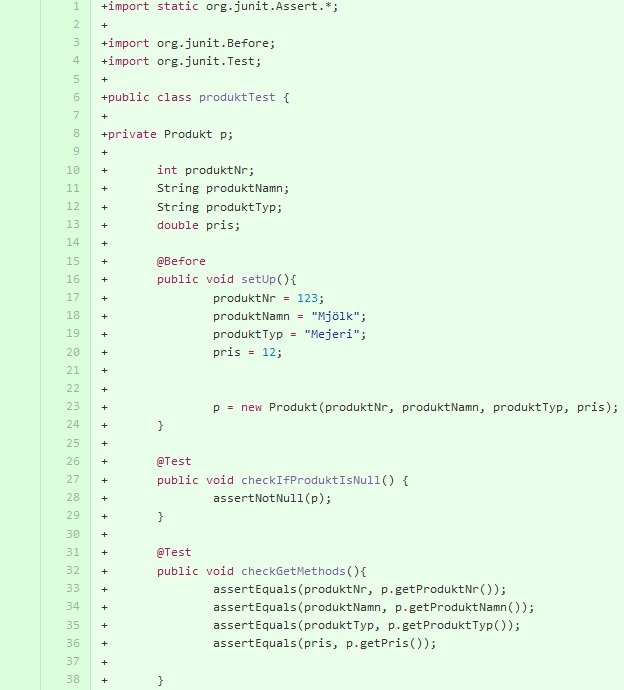 1 +import static org.junit.Assert.*;
2 +
3 +import org.junit.Before;
4 +import org.junit.Test;
5 +
6 +public class produktTest {
7 +
8 +private Produkt p;
9 +
10 + int produktNr;
11 + String produktNamn;
12 + String produktTyp;
13 + double pris;
14 +
15 + @Before
16 + public void setUp(){
17 + produktNr = 123;
18 + produktNamn = "Mjölk";
19 + produktTyp = "Mejeri";
20 + pris = 12;
21 +
22 +
23 + p = new Produkt(produktNr, produktNamn, produktTyp, pris);
24 + }
25 +
26 + @Test
27 + public void checkIfProduktIsNull() {
28 + assertNotNull(p);
29 + }
30 +
31 + @Test
32 + public void checkGetMethods(){
33 + assertEquals(produktNr, p.getProduktNr());
34 + assertEquals(produktNamn, p.getProduktNamn());
35 + assertEquals(produktTyp, p.getProduktTyp());
36 + assertEquals(pris, p.getPris());
37 +
38 + }